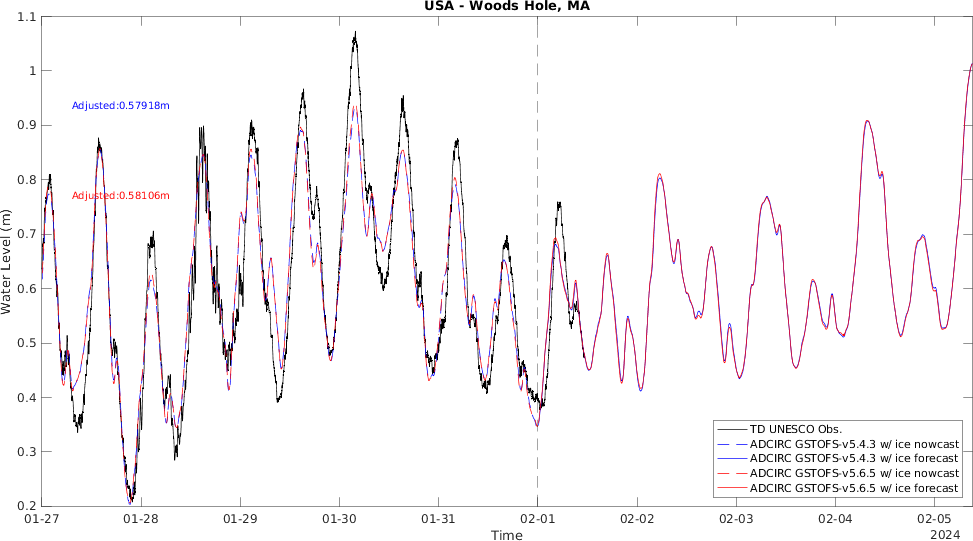 USA - Woods Hole, MA
1.1
1
0.9
0.8
0.7
0.6
0.5
0.4
0.3
0.2
Water Level (m)
Adjusted:0.57918m
Adjusted:0.58106m
TD UNESCO Obs.
ADCIRC GSTOFS-v5.4.3 w/ ice nowcast
ADCIRC GSTOFS-v5.4.3 w/ ice forecast
ADCIRC GSTOFS-v5.6.5 w/ ice nowcast
ADCIRC GSTOFS-v5.6.5 w/ ice forecast
01-27 01-28 01-29 01-30 01-31 02-01 02-02 02-03 02-04 02-05
Time 2024